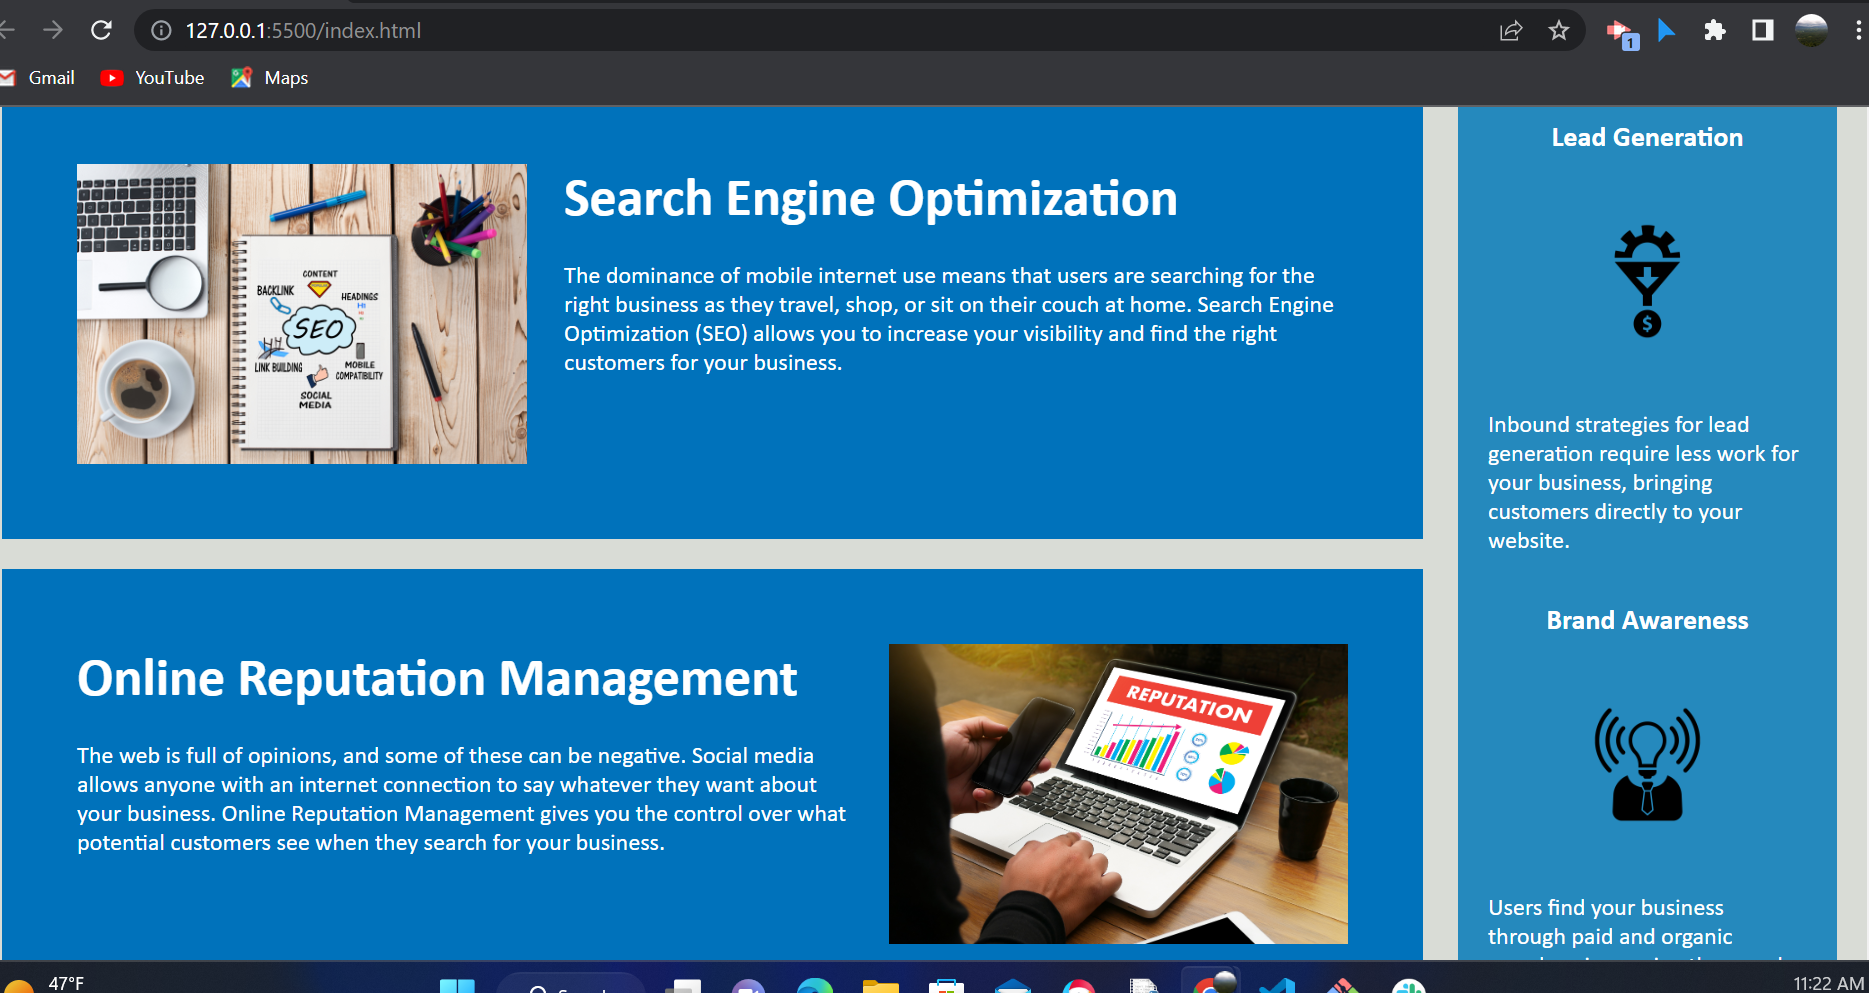 127.0.0.1:5500/index.html
1
Gmail
YouTube
Maps
CONTENT
BACKLINK
HEADINGS
H1
SEO
LINK BUILDING
MOBILE
COMPATIBILITY
SOCIAL
MEDIA
Search Engine Optimization
The dominance of mobile internet use means that users are searching for the
right business as they travel, shop, or sit on their couch at home. Search Engine
Optimization (SEO) allows you to increase your visibility and find the right
customers for your business.
Online Reputation Management
The web is full of opinions, and some of these can be negative. Social media
allows anyone with an internet connection to say whatever they want about
your business. Online Reputation Management gives you the control over what
potential customers see when they search for your business.
REPUTATION
Lead Generation
$
Inbound strategies for lead
generation require less work for
your business, bringing
customers directly to your
website.
Brand Awareness
Users find your business
through paid and organic
47°F
11:22 AM